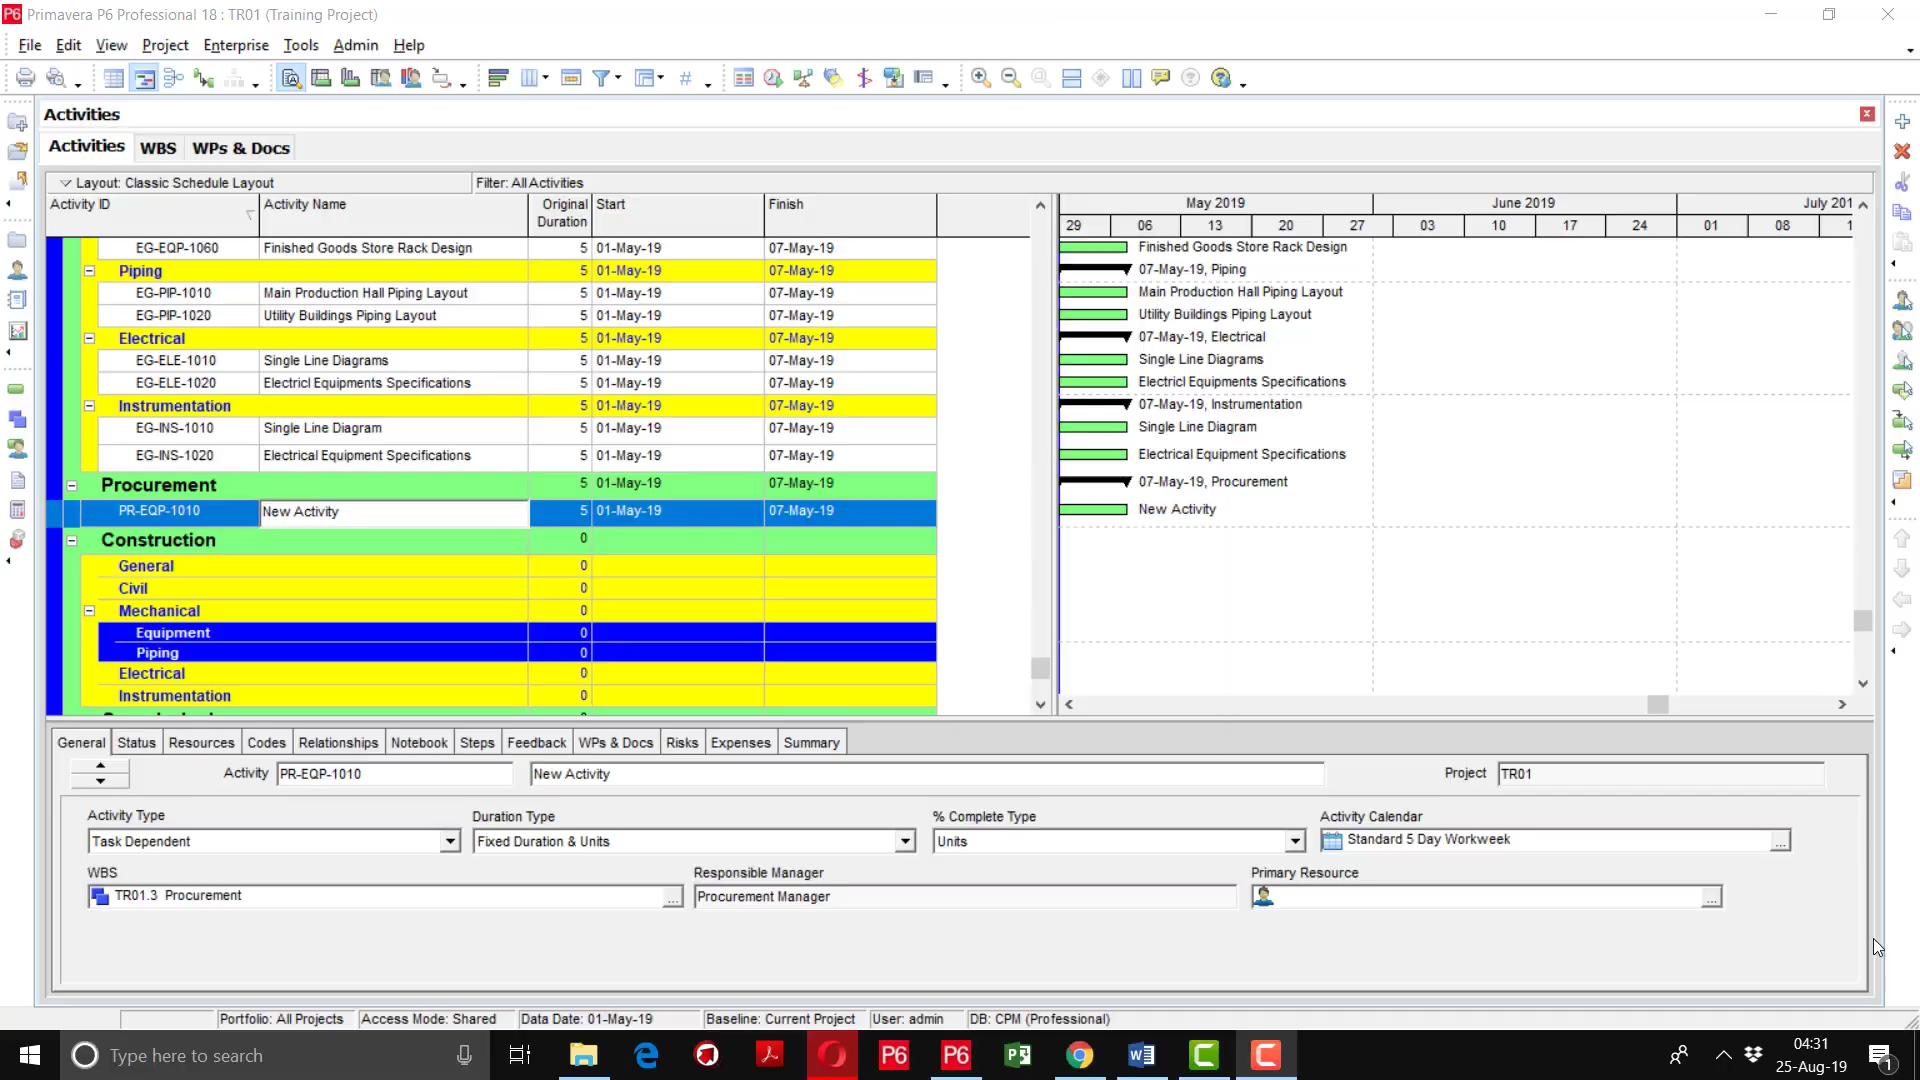 Primavera P6 Professional 18 : TR01 (Training Project)
File Edit View Project Enterprise Tools Admin Help
Activities
Activities WBS WPs & Docs
Layout: Classic Schedule Layout Filter: All Activities
Activity ID Activity Name Original Duration Start Finish
May 2019 June 2019 July 201
29 06 13 20 27 03 10 17 24 01 08 1
EG-EQP-1060 Finished Goods Store Rack Design 5 01-May-19 07-May-19 Finished Goods Store Rack Design
Piping 5 01-May-19 07-May-19 07-May-19, Piping
EG-PIP-1010 Main Production Hall Piping Layout 5 01-May-19 07-May-19 Main Production Hall Piping Layout
EG-PIP-1020 Utility Buildings Piping Layout 5 01-May-19 07-May-19 Utility Buildings Piping Layout
Electrical 5 01-May-19 07-May-19 07-May-19, Electrical
EG-ELE-1010 Single Line Diagrams 5 01-May-19 07-May-19 Single Line Diagrams
EG-ELE-1020 Electricl Equipments Specifications 5 01-May-19 07-May-19 Electricl Equipments Specifications
Instrumentation 5 01-May-19 07-May-19 07-May-19, Instrumentation
EG-INS-1010 Single Line Diagram 5 01-May-19 07-May-19 Single Line Diagram
EG-INS-1020 Electrical Equipment Specifications 5 01-May-19 07-May-19 Electrical Equipment Specifications
Procurement 5 01-May-19 07-May-19 07-May-19, Procurement
PR-EQP-1010 New Activity 5 01-May-19 07-May-19 New Activity
Construction 0
General 0
Civil 0
Mechanical 0
Equipment 0
Piping 0
Electrical 0
Instrumentation 0
General Status Resources Codes Relationships Notebook Steps Feedback WPs & Docs Risks Expenses Summary
Activity PR-EQP-1010 New Activity Project TR01
Activity Type Duration Type % Complete Type Activity Calendar
Task Dependent Fixed Duration & Units Units Standard 5 Day Workweek ...
WBS Responsible Manager Primary Resource
TR01.3 Procurement ... Procurement Manager ...
Portfolio: All Projects Access Mode: Shared Data Date: 01-May-19 Baseline: Current Project User: admin DB: CPM (Professional)
Type here to search P6 P6 04:31
25-Aug-19 1